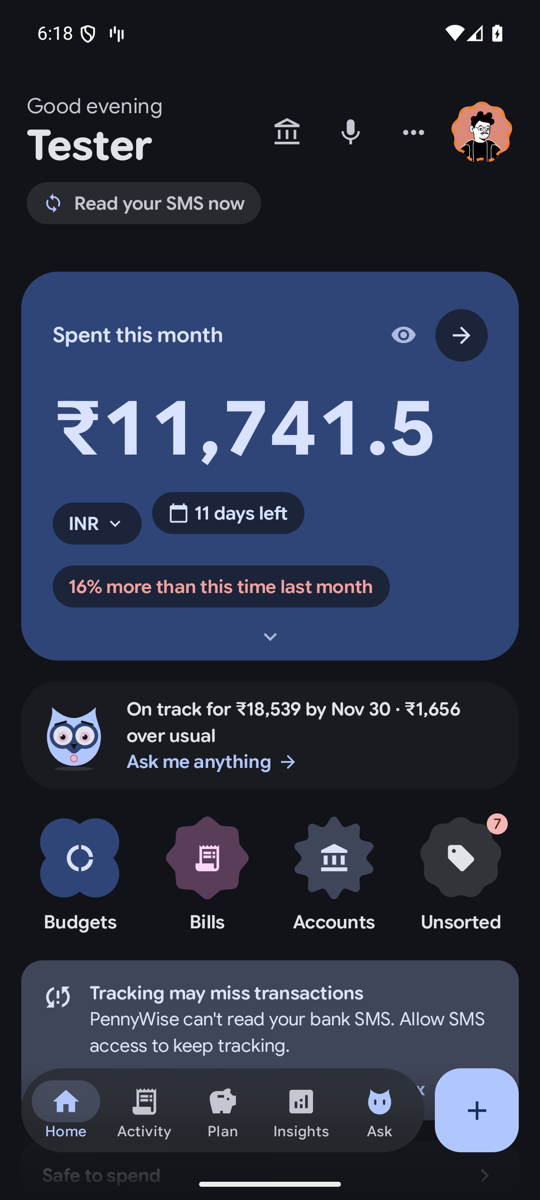 6:18
Good evening
Tester
Read your SMS now
Spent this month
₹11,741.5
INR
11 days left
16% more than this time last month
On track for ₹18,539 by Nov 30 · ₹1,656
over usual
Ask me anything
7
Budgets
Bills
Accounts
Unsorted
Tracking may miss transactions
PennyWise can't read your bank SMS. Allow SMS
access to keep tracking.
Home
Activity
Plan
Insights
Ask
+
Safe to spend